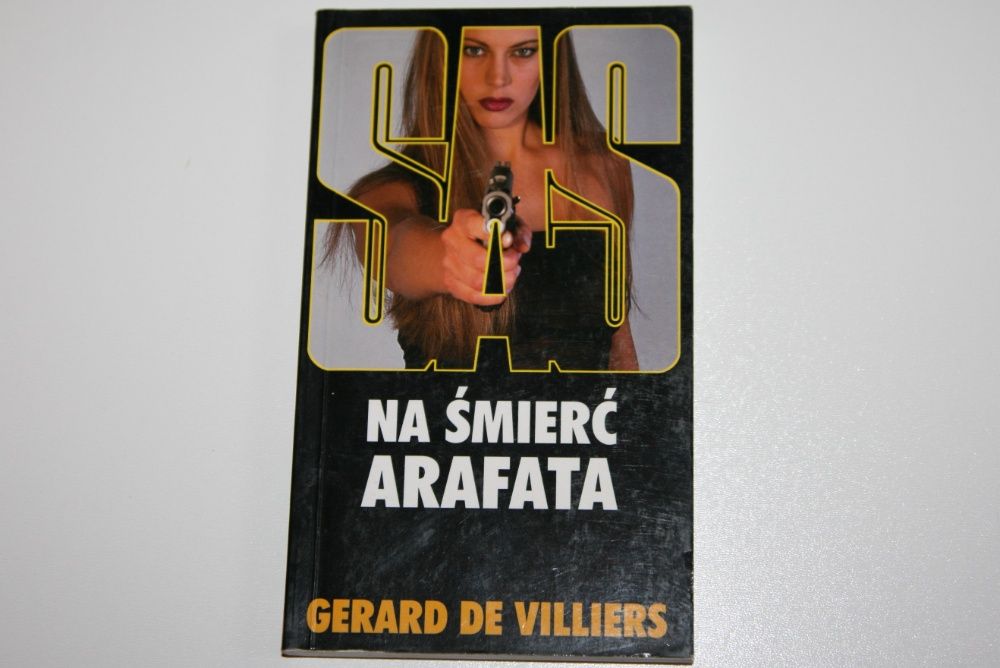 SAS
NA ŚMIERĆ
ARAFATA
GERARD DE VILLIERS